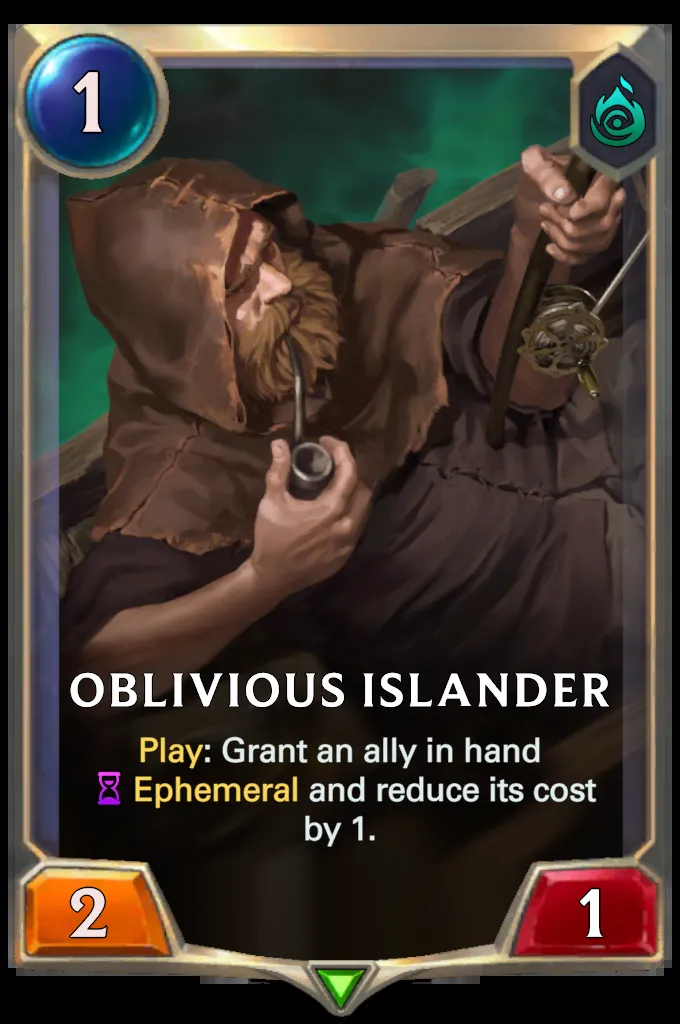 1
OBLIVIOUS ISLANDER
Play: Grant an ally in hand
Ephemeral and reduce its cost
by 1.
2
1